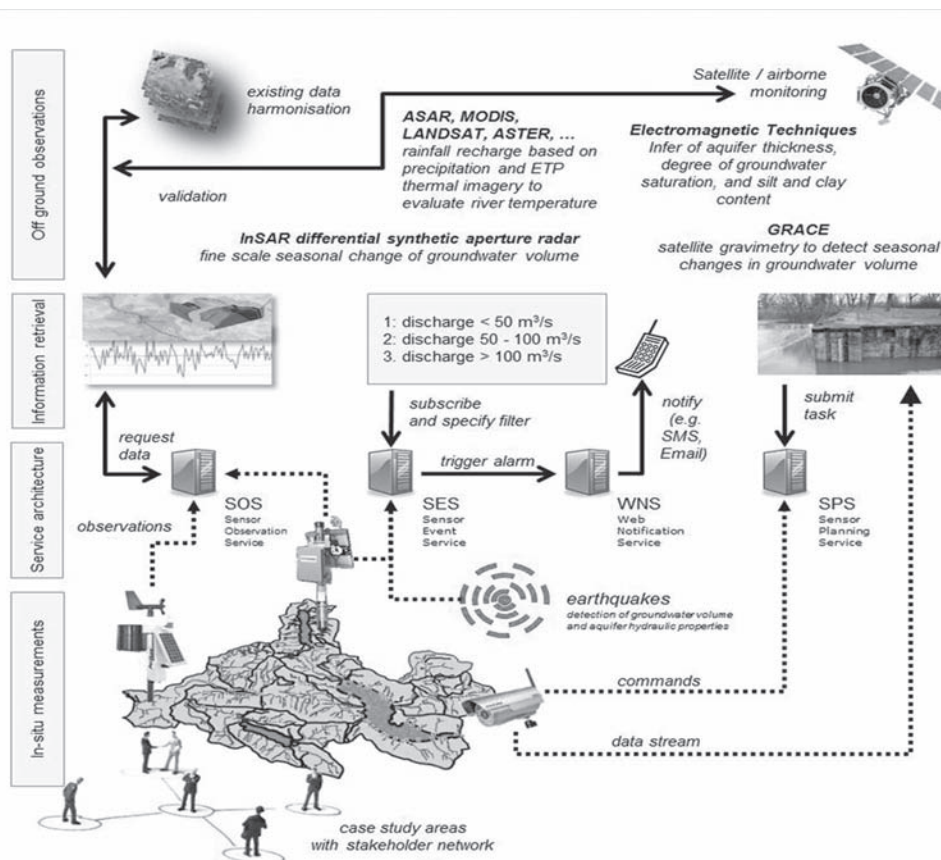 Off ground observations
existing data
harmonisation
Satellite / airborne
monitoring
ASAR, MODIS,
LANDSAT, ASTER, ...
rainfall recharge based on
precipitation and ETP
thermal imagery to
evaluate river temperature
Electromagnetic Techniques
Infer of aquifer thickness,
degree of groundwater
saturation, and silt and clay
content
validation
InSAR differential synthetic aperture radar
fine scale seasonal change of groundwater volume
GRACE
satellite gravimetry to detect seasonal
changes in groundwater volume
Information retrieval
1: discharge < 50 m³/s
2: discharge 50 - 100 m³/s
3. discharge > 100 m³/s
subscribe
and specify filter
notify
(e.g.
SMS,
Email)
submit
task
Service architecture
request
data
trigger alarm
SOS
Sensor
Observation
Service
SES
Sensor
Event
Service
WNS
Web
Notification
Service
SPS
Sensor
Planning
Service
observations
In-situ measurements
earthquakes
detection of groundwater volume
and aquifer hydraulic properties
commands
data stream
case study areas
with stakeholder network